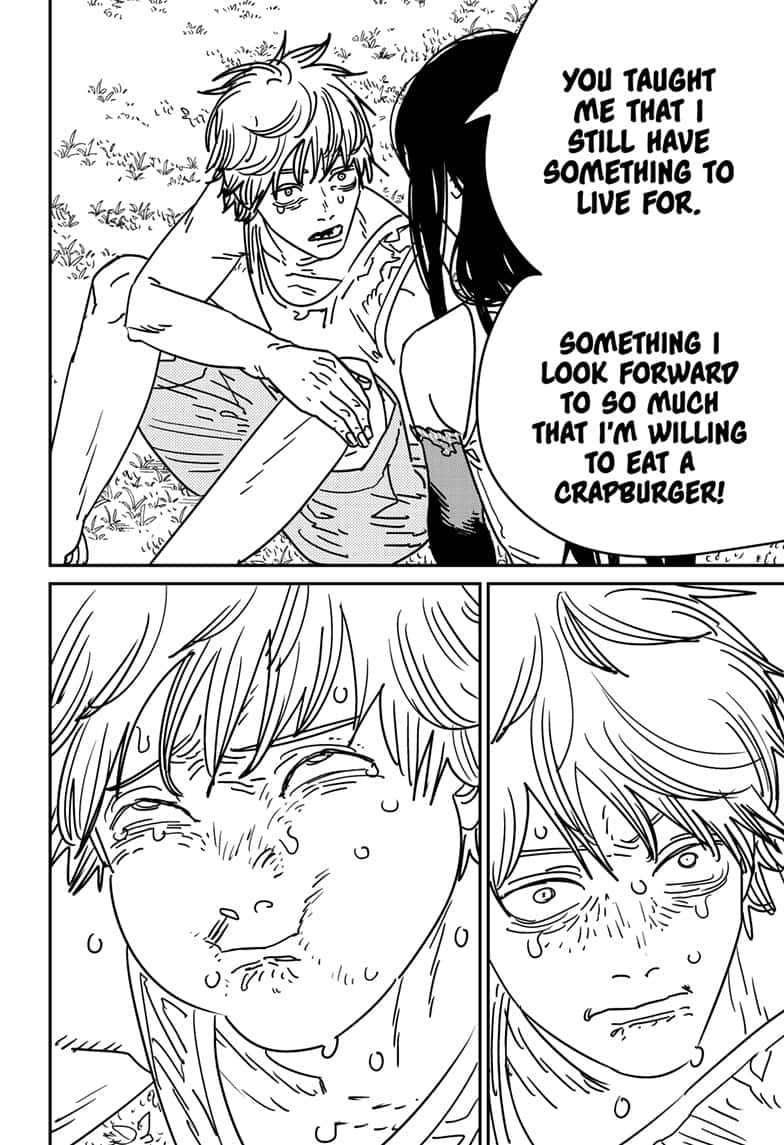 YOU TAUGHT
ME THAT I
STILL HAVE
SOMETHING TO
LIVE FOR.
SOMETHING I
LOOK FORWARD
TO SO MUCH
THAT I'M WILLING
TO EAT A
CRAPBURGER!